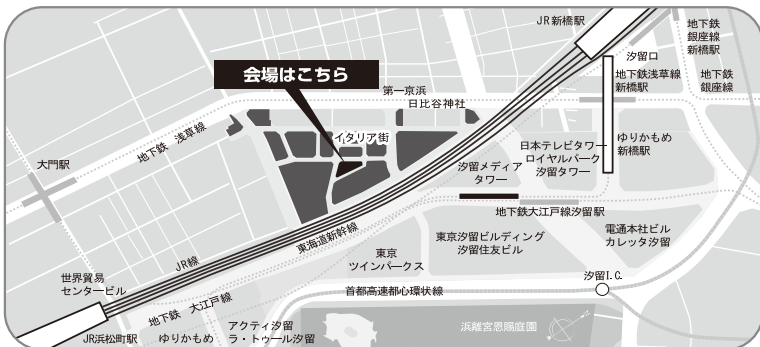 JR新橋駅
地下鉄
銀座線
新橋駅
汐留口
会場はこちら
地下鉄浅草線
新橋駅
地下鉄
銀座線
第一京浜
日比谷神社
イタリア街
地下鉄 浅草線
大門駅
日本テレビタワー
ロイヤルパーク
汐留タワー
ゆりかもめ
新橋駅
汐留メディア
タワー
地下鉄大江戸線汐留駅
東海道新幹線
東京汐留ビルディング
汐留住友ビル
電通本社ビル
カレッタ汐留
東京
ツインパークス
JR線
世界貿易
センタービル
汐留I.C.
首都高速都心環状線
地下鉄 大江戸線
JR浜松町駅
ゆりかもめ
アクティ汐留
ラ・トゥール汐留
浜離宮恩賜庭園